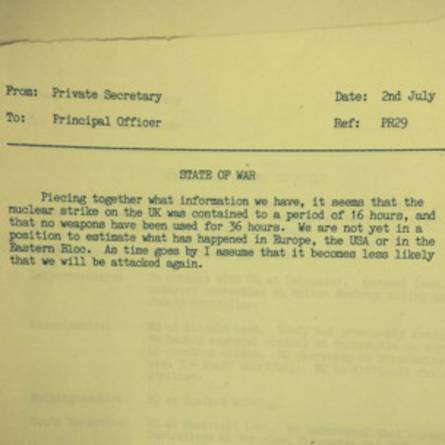 From: Private Secretary Date: 2nd July
To: Principal Officer Ref: PR29
STATE OF WAR
Piecing together what information we have, it seems that the
nuclear strike on the UK was contained to a period of 16 hours, and
that no weapons have been used for 36 hours. We are not yet in a
position to estimate what has happened in Europe, the USA or in the
Eastern Bloc. As time goes by I assume that it becomes less likely
that we will be attacked again.